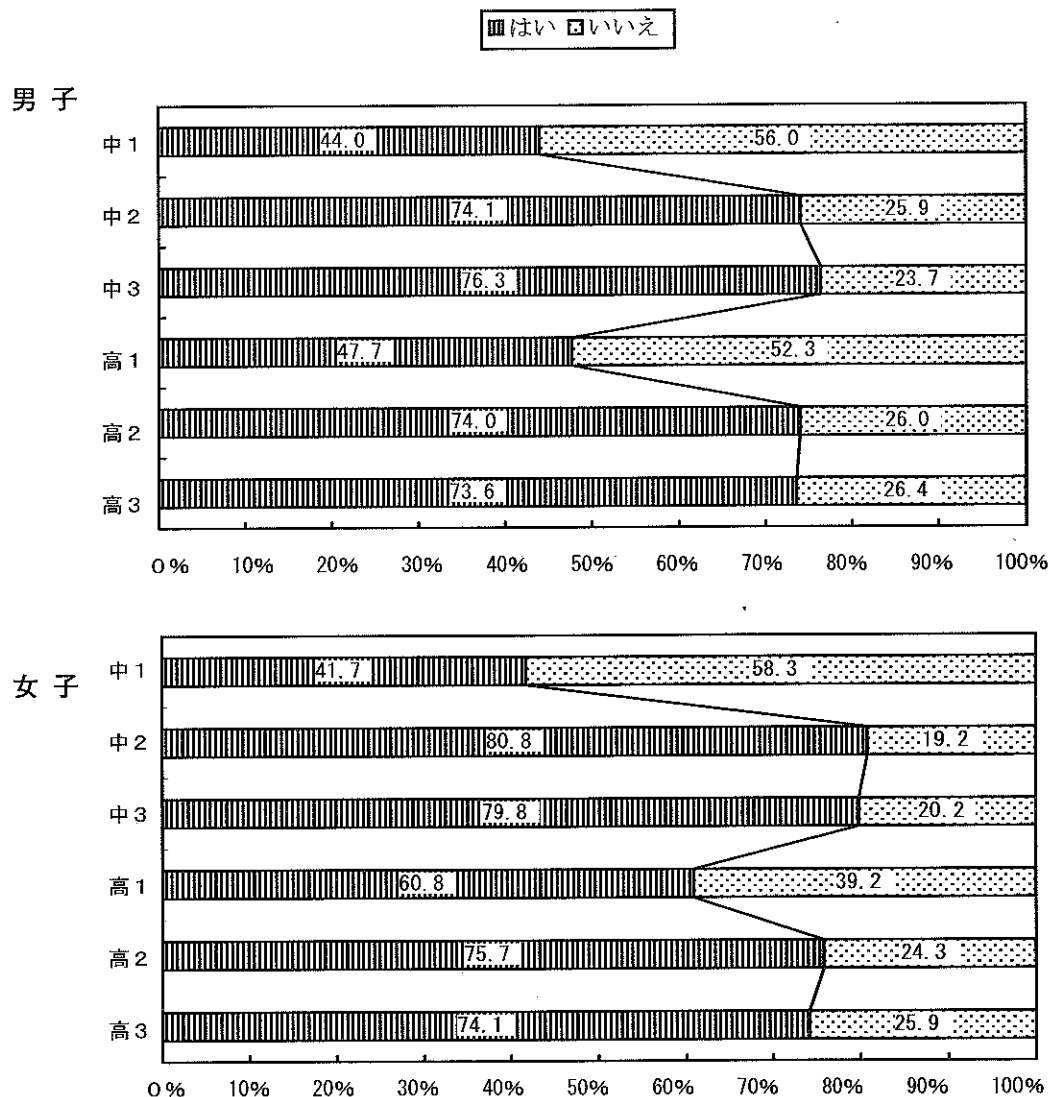 はい いいえ
男子
中1 44.0 56.0
中2 74.1 25.9
中3 76.3 23.7
高1 47.7 52.3
高2 74.0 26.0
高3 73.6 26.4
0% 10% 20% 30% 40% 50% 60% 70% 80% 90% 100%
女子
中1 41.7 58.3
中2 80.8 19.2
中3 79.8 20.2
高1 60.8 39.2
高2 75.7 24.3
高3 74.1 25.9
0% 10% 20% 30% 40% 50% 60% 70% 80% 90% 100%